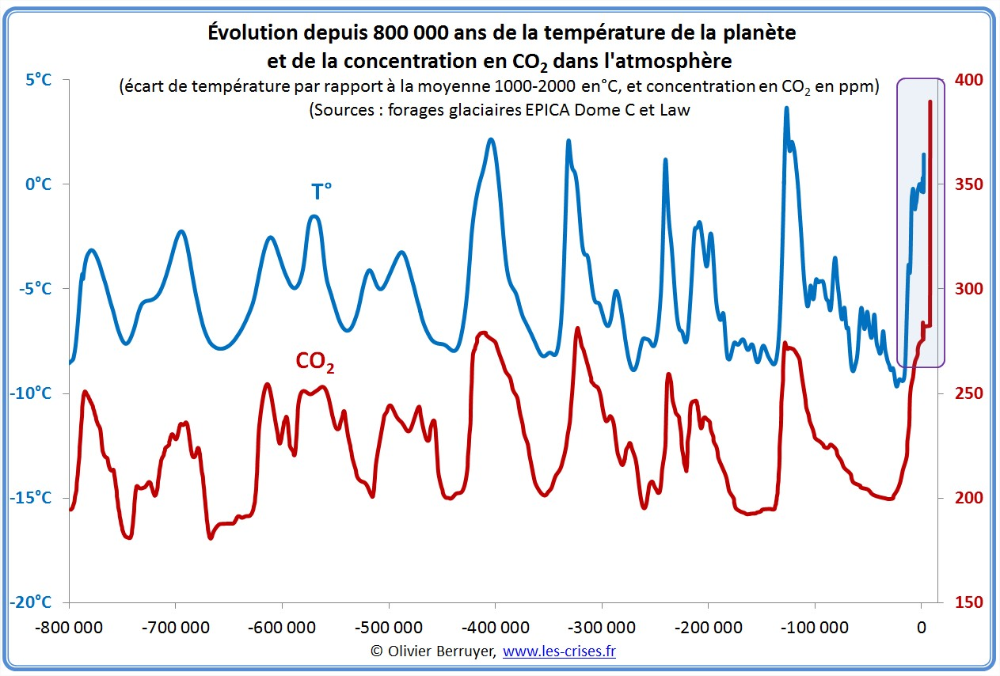 Évolution depuis 800 000 ans de la température de la planète
et de la concentration en CO₂ dans l'atmosphère
(écart de température par rapport à la moyenne 1000-2000 en°C, et concentration en CO₂ en ppm)
(Sources : forages glaciaires EPICA Dome C et Law
5°C
0°C
-5°C
-10°C
-15°C
-20°C
T°
CO₂
400
350
300
250
200
150
-800 000 -700 000 -600 000 -500 000 -400 000 -300 000 -200 000 -100 000 0
© Olivier Berruyer, www.les-crises.fr